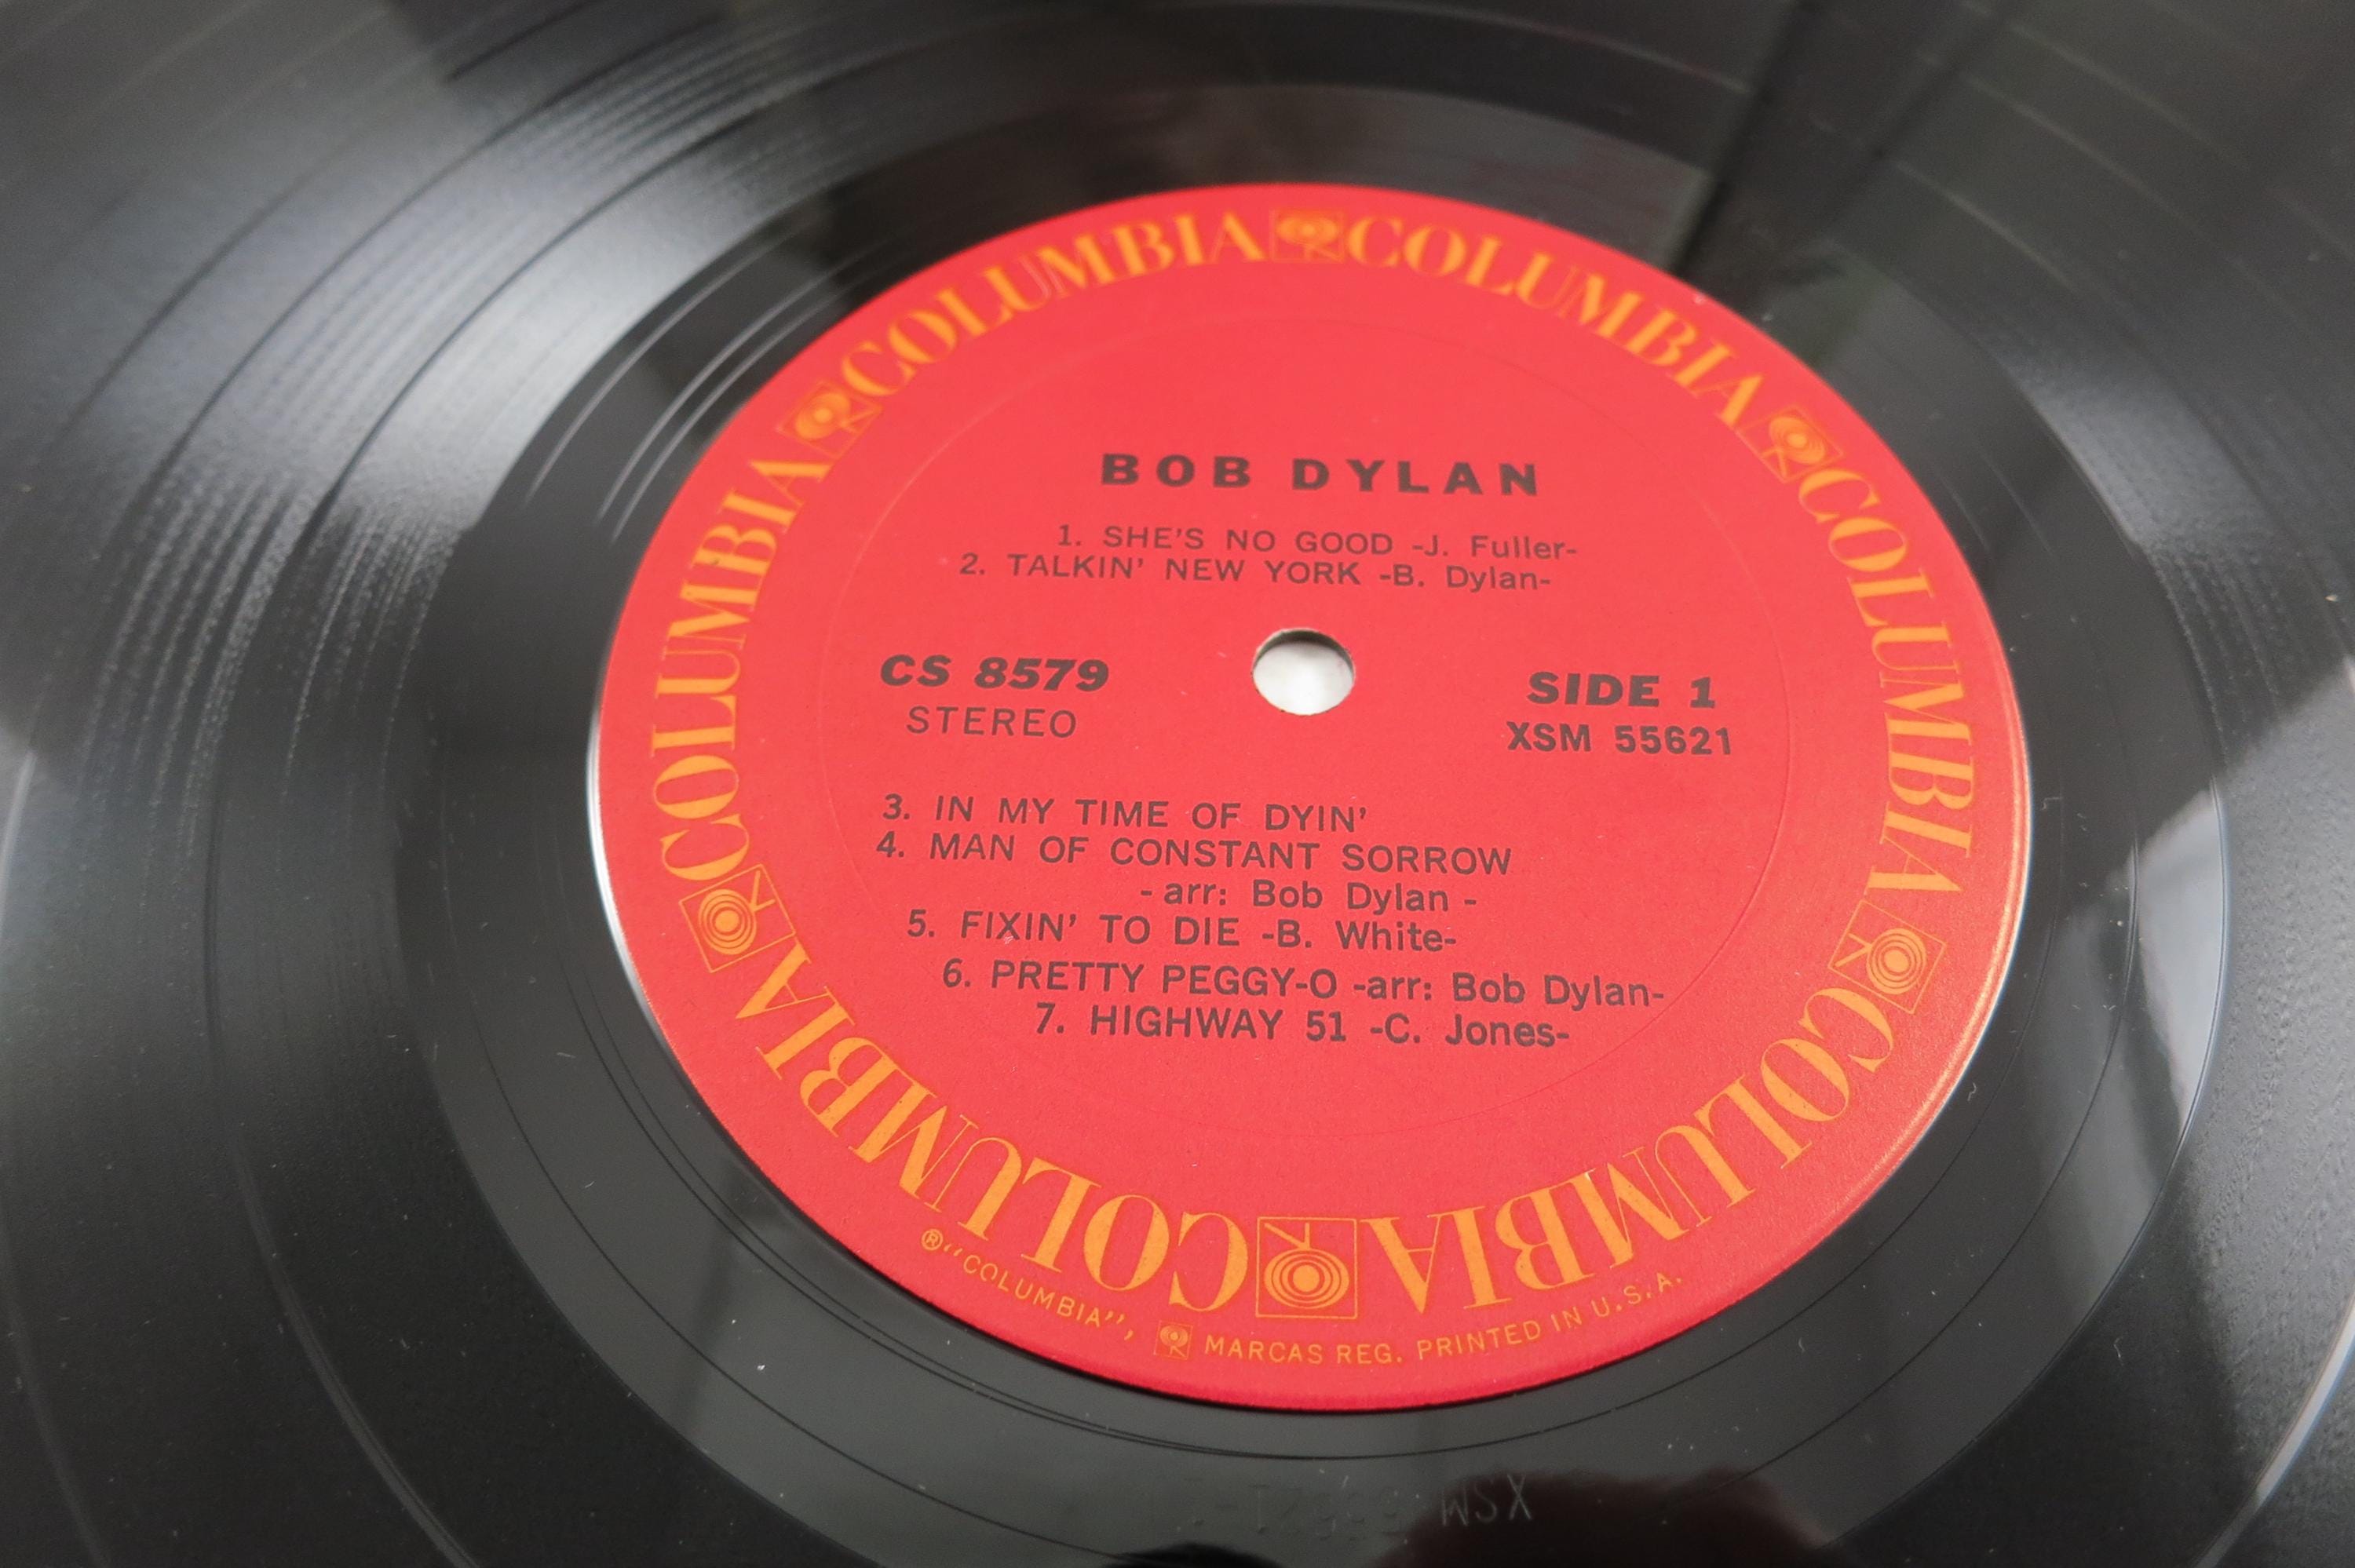 COLUMBIA COLUMBIA COLUMBIA COLUMBIA COLUMBIA COLUMBIA
BOB DYLAN
1. SHE'S NO GOOD -J. Fuller-
2. TALKIN' NEW YORK -B. Dylan-
CS 8579
STEREO
SIDE 1
XSM 55621
3. IN MY TIME OF DYIN'
4. MAN OF CONSTANT SORROW
- arr: Bob Dylan -
5. FIXIN' TO DIE -B. White-
6. PRETTY PEGGY-O -arr: Bob Dylan-
7. HIGHWAY 51 -C. Jones-
® "COLUMBIA", MARCAS REG. PRINTED IN U.S.A.
XSM